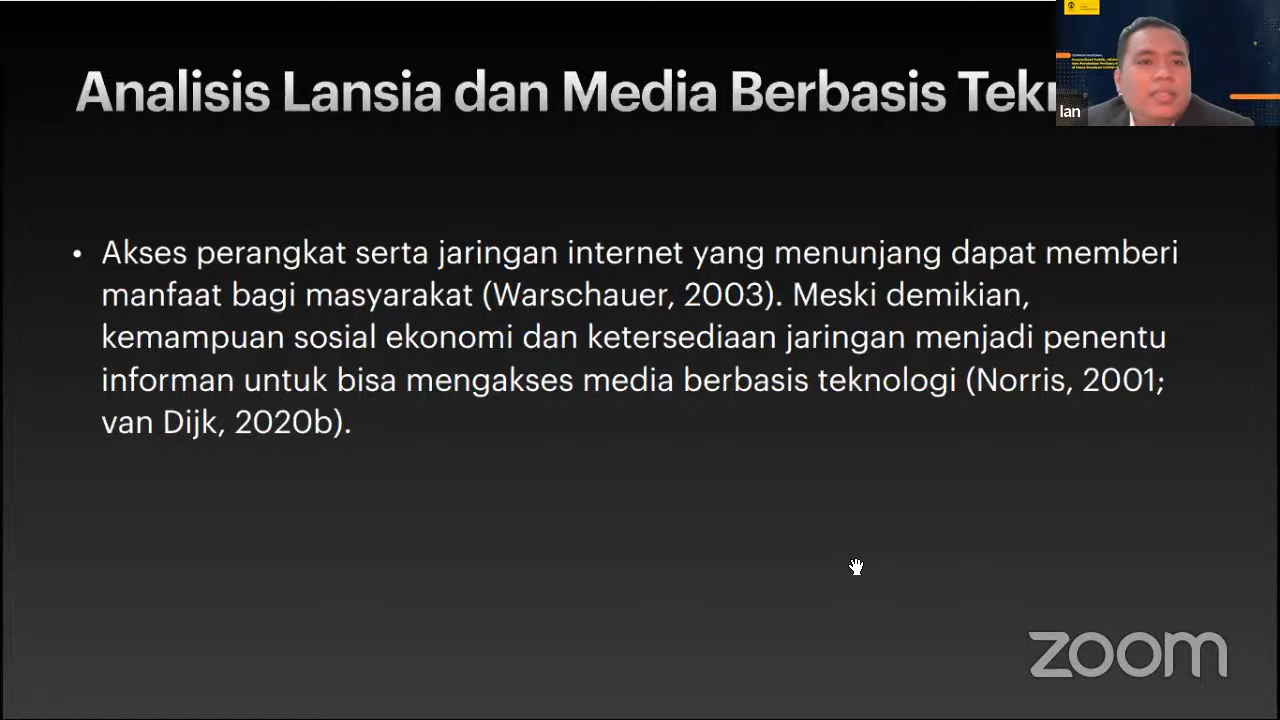 Analisis Lansia dan Media Berbasis
Ian
SEMINAR NASIONAL
• Akses perangkat serta jaringan internet yang menunjang dapat memberi
manfaat bagi masyarakat (Warschauer, 2003). Meski demikian,
kemampuan sosial ekonomi dan ketersediaan jaringan menjadi penentu
informan untuk bisa mengakses media berbasis teknologi (Norris, 2001;
van Dijk, 2020b).
zoom